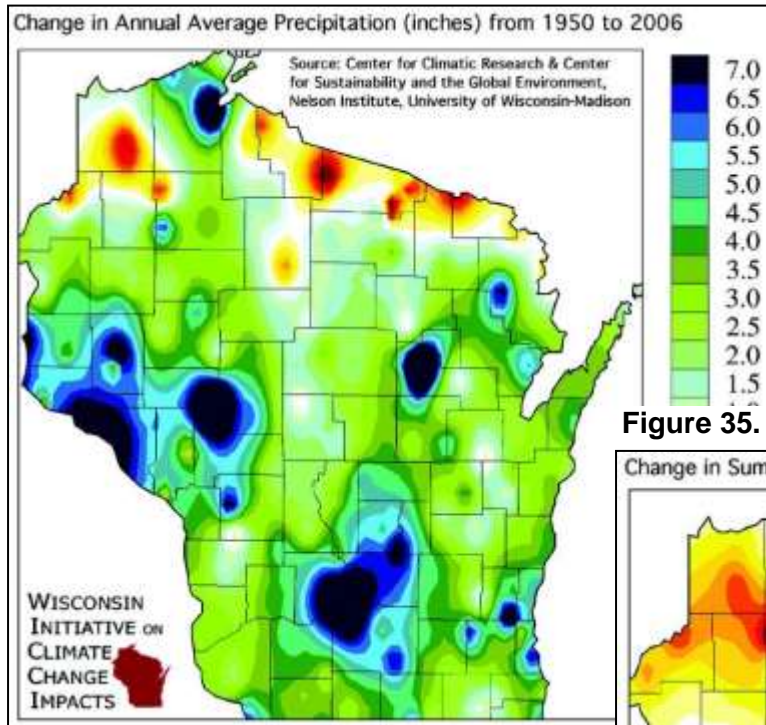 Change in Annual Average Precipitation (inches) from 1950 to 2006
Source: Center for Climatic Research & Center
for Sustainability and the Global Environment,
Nelson Institute, University of Wisconsin-Madison
7.0
6.5
6.0
5.5
5.0
4.5
4.0
3.5
3.0
2.5
2.0
1.5
Figure 35.
Change in Sum
WISCONSIN
INITIATIVE ON
CLIMATE
CHANGE
IMPACTS